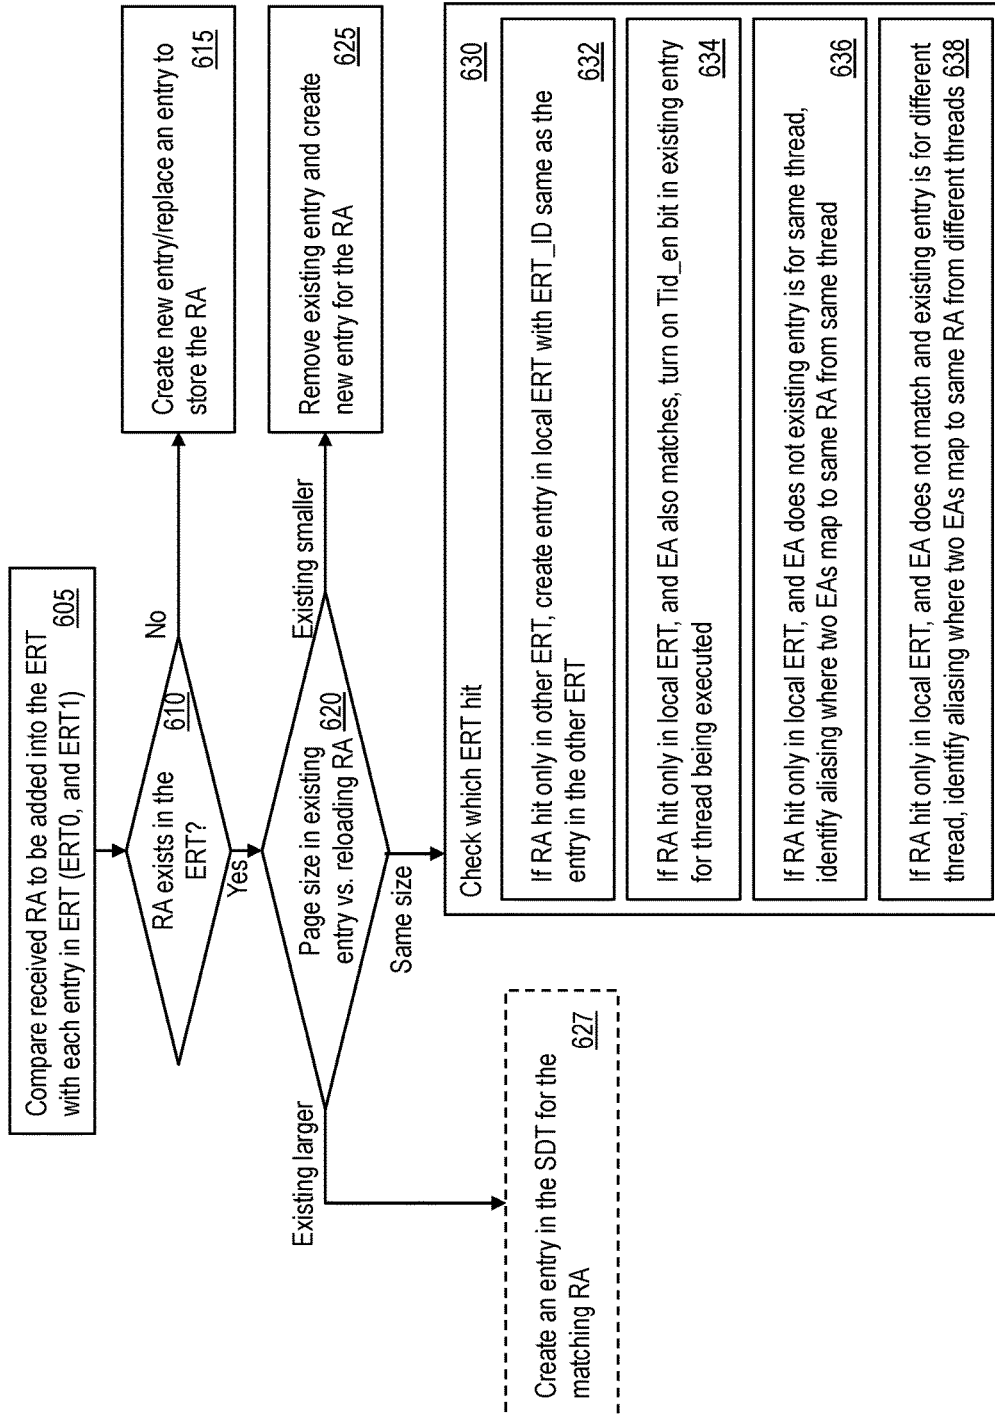 Compare received RA to be added into the ERT
with each entry in ERT (ERT0, and ERT1) 605
RA exists in the 610
ERT?
No
Create new entry/replace an entry to
store the RA 615
Yes
Page size in existing
entry vs. reloading RA 620
Existing smaller
Remove existing entry and create
new entry for the RA 625
Existing larger
Create an entry in the SDT for the
matching RA 627
Same size
Check which ERT hit 630
If RA hit only in other ERT, create entry in local ERT with ERT_ID same as the
entry in the other ERT 632
If RA hit only in local ERT, and EA also matches, turn on Tid_en bit in existing entry
for thread being executed 634
If RA hit only in local ERT, and EA does not existing entry is for same thread,
identify aliasing where two EAs map to same RA from same thread 636
If RA hit only in local ERT, and EA does not match and existing entry is for different
thread, identify aliasing where two EAs map to same RA from different threads 638